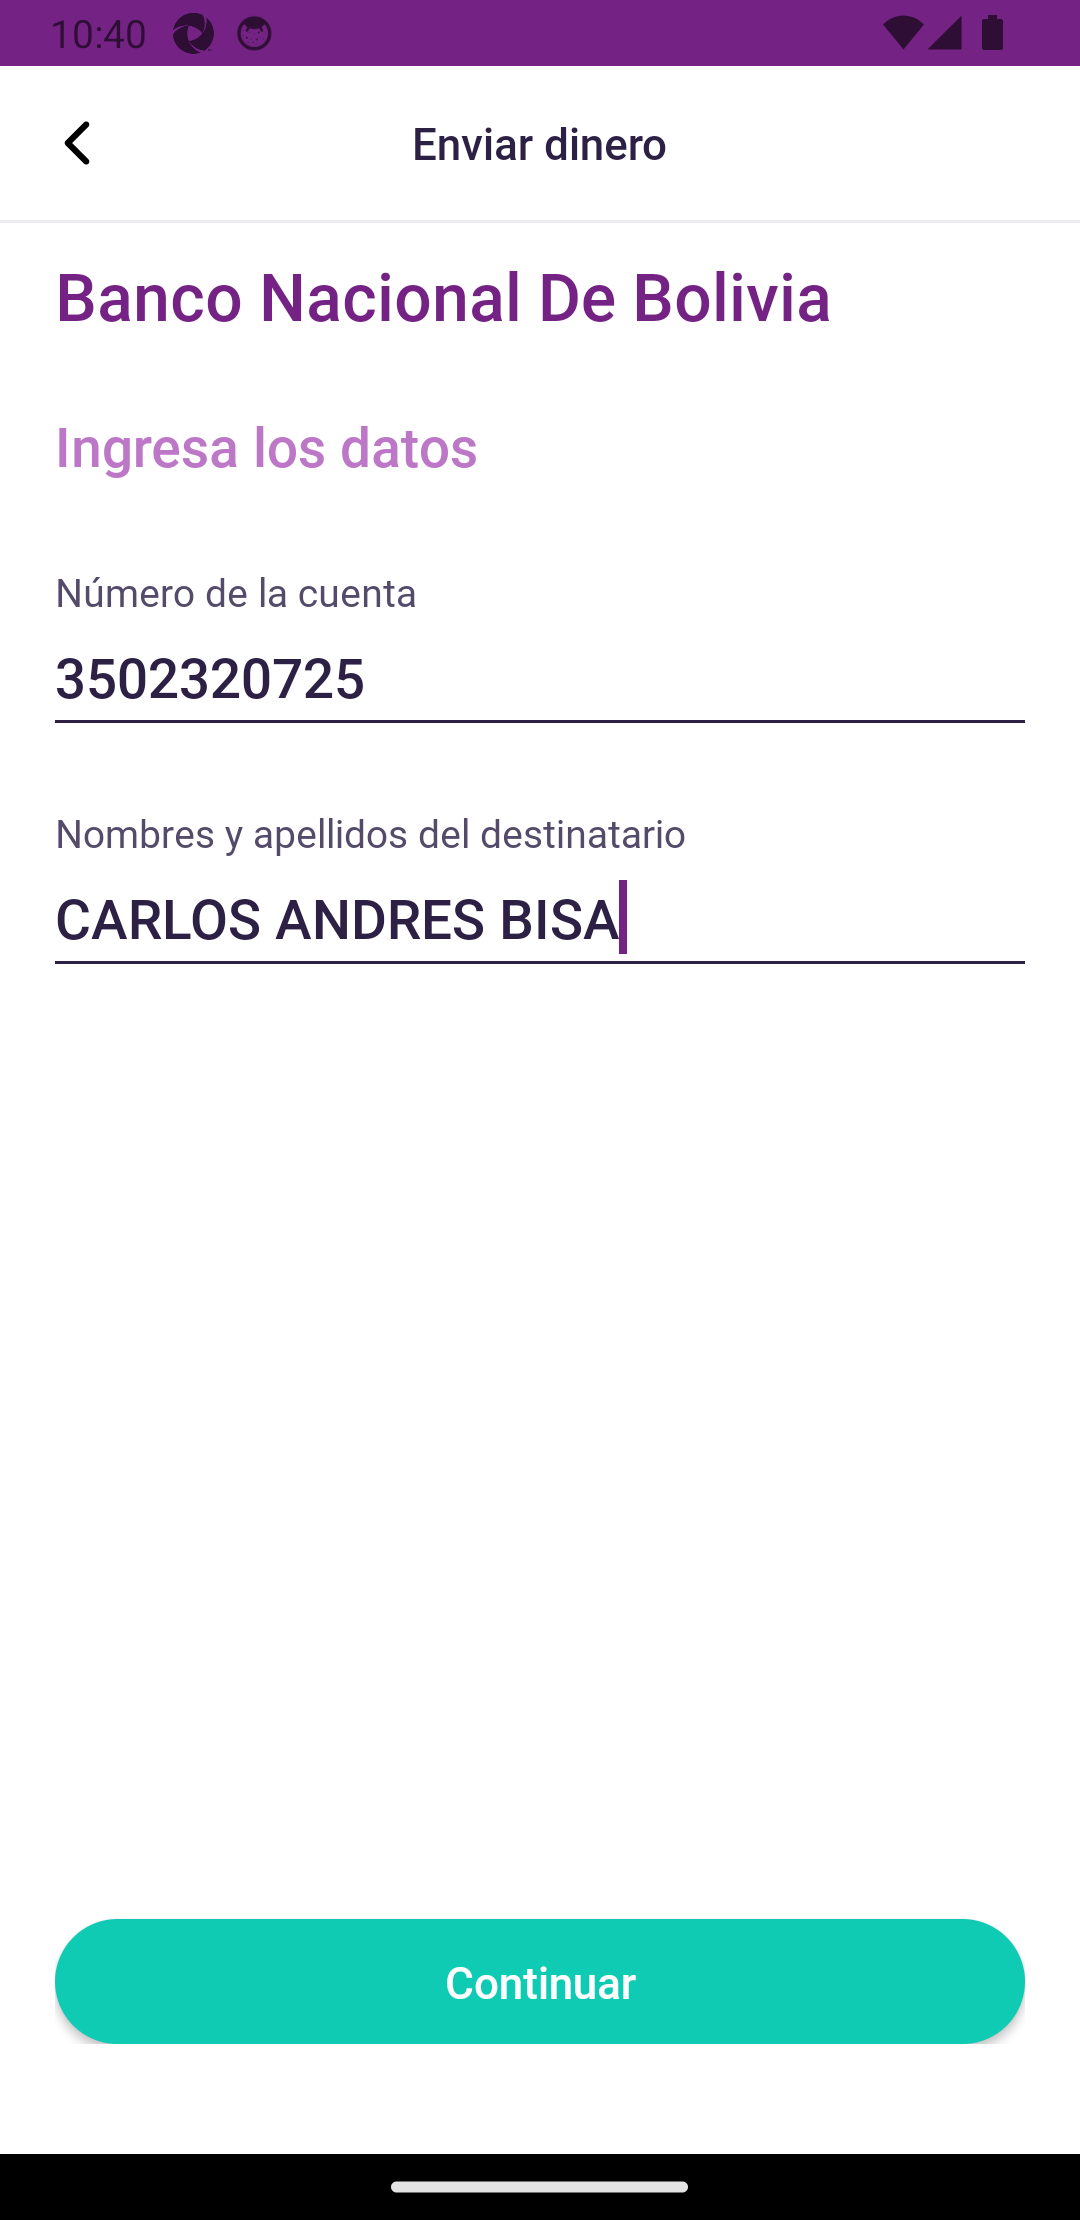 10:40
Enviar dinero
Banco Nacional De Bolivia
Ingresa los datos
Número de la cuenta
3502320725
Nombres y apellidos del destinatario
CARLOS ANDRES BISA
Continuar